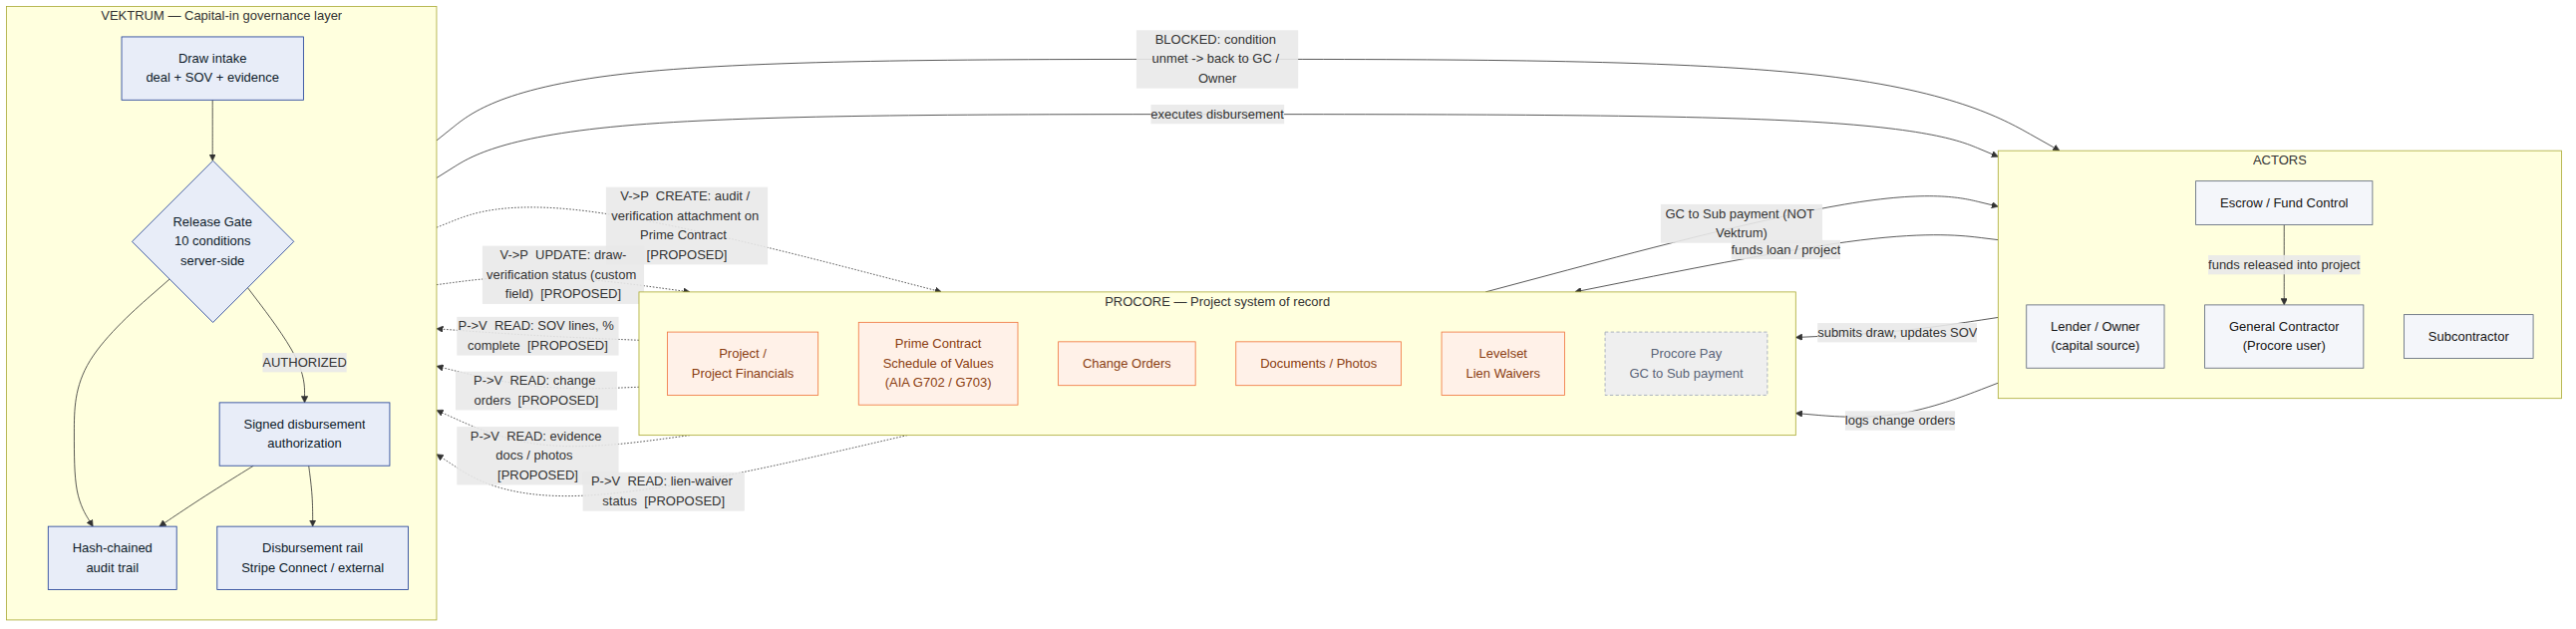 VEKTRUM — Capital-in governance layer
Draw intake
deal + SOV + evidence
Release Gate
10 conditions
server-side
AUTHORIZED
Signed disbursement
authorization
Hash-chained
audit trail
Disbursement rail
Stripe Connect / external
BLOCKED: condition
unmet -> back to GC /
Owner
executes disbursement
V->P  CREATE: audit /
verification attachment on
Prime Contract
[PROPOSED]
V->P  UPDATE: draw-
verification status (custom
field)  [PROPOSED]
P->V  READ: SOV lines, %
complete  [PROPOSED]
P->V  READ: change
orders  [PROPOSED]
P->V  READ: evidence
docs / photos
[PROPOSED]
P->V  READ: lien-waiver
status  [PROPOSED]
PROCORE — Project system of record
Project /
Project Financials
Prime Contract
Schedule of Values
(AIA G702 / G703)
Change Orders
Documents / Photos
Levelset
Lien Waivers
Procore Pay
GC to Sub payment
GC to Sub payment (NOT
Vektrum)
funds loan / project
submits draw, updates SOV
logs change orders
ACTORS
Escrow / Fund Control
funds released into project
Lender / Owner
(capital source)
General Contractor
(Procore user)
Subcontractor